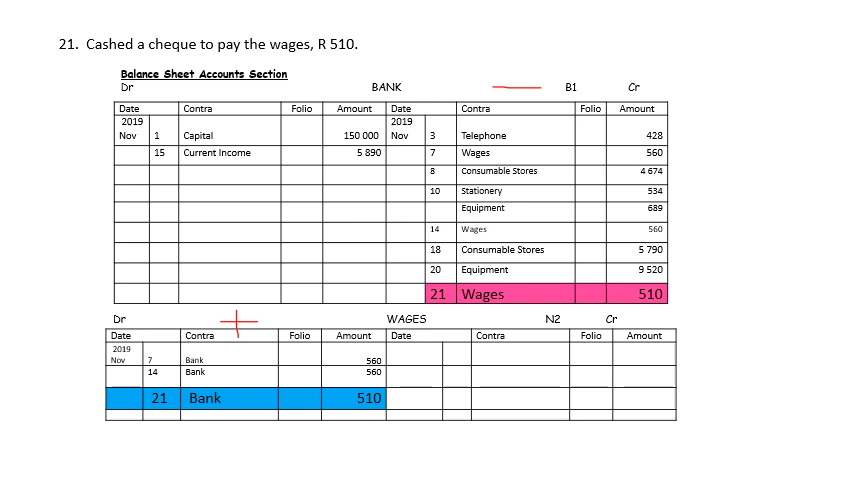 21. Cashed a cheque to pay the wages, R 510.
Balance Sheet Accounts Section
Dr BANK B1 Cr
Date Contra Folio Amount Date Contra Folio Amount
2019 2019
Nov 1 Capital 150 000 Nov 3 Telephone 428
15 Current Income 5 890 7 Wages 560
8 Consumable Stores 4 674
10 Stationery 534
Equipment 689
14 Wages 560
18 Consumable Stores 5 790
20 Equipment 9 520
21 Wages 510
Dr WAGES N2 Cr
Date Contra Folio Amount Date Contra Folio Amount
2019
Nov 7 Bank 560
14 Bank 560
21 Bank 510